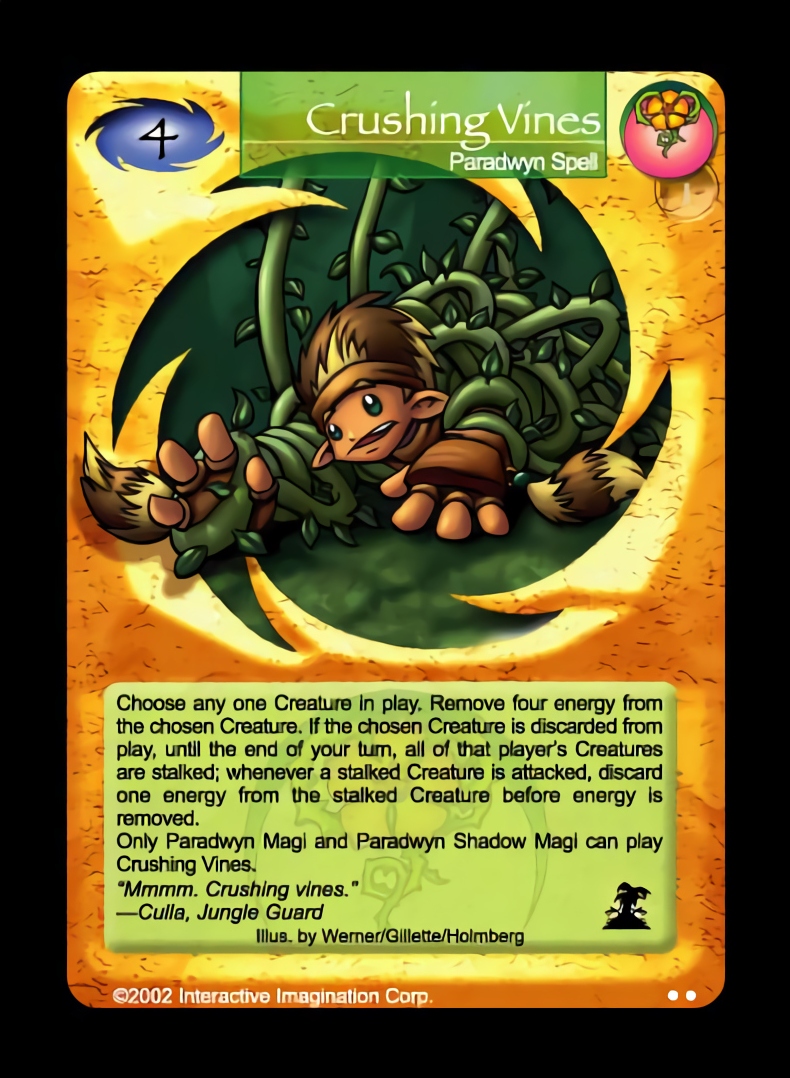 4
Crushing Vines
Paradwyn Spell
Choose any one Creature in play. Remove four energy from
the chosen Creature. If the chosen Creature is discarded from
play, until the end of your turn, all of that player's Creatures
are stalked; whenever a stalked Creature is attacked, discard
one energy from the stalked Creature before energy is
removed.
Only Paradwyn Magi and Paradwyn Shadow Magi can play
Crushing Vines.
"Mmmm. Crushing vines."
—Culla, Jungle Guard
Illus. by Werner/Gillette/Holmberg
©2002 Interactive Imagination Corp.